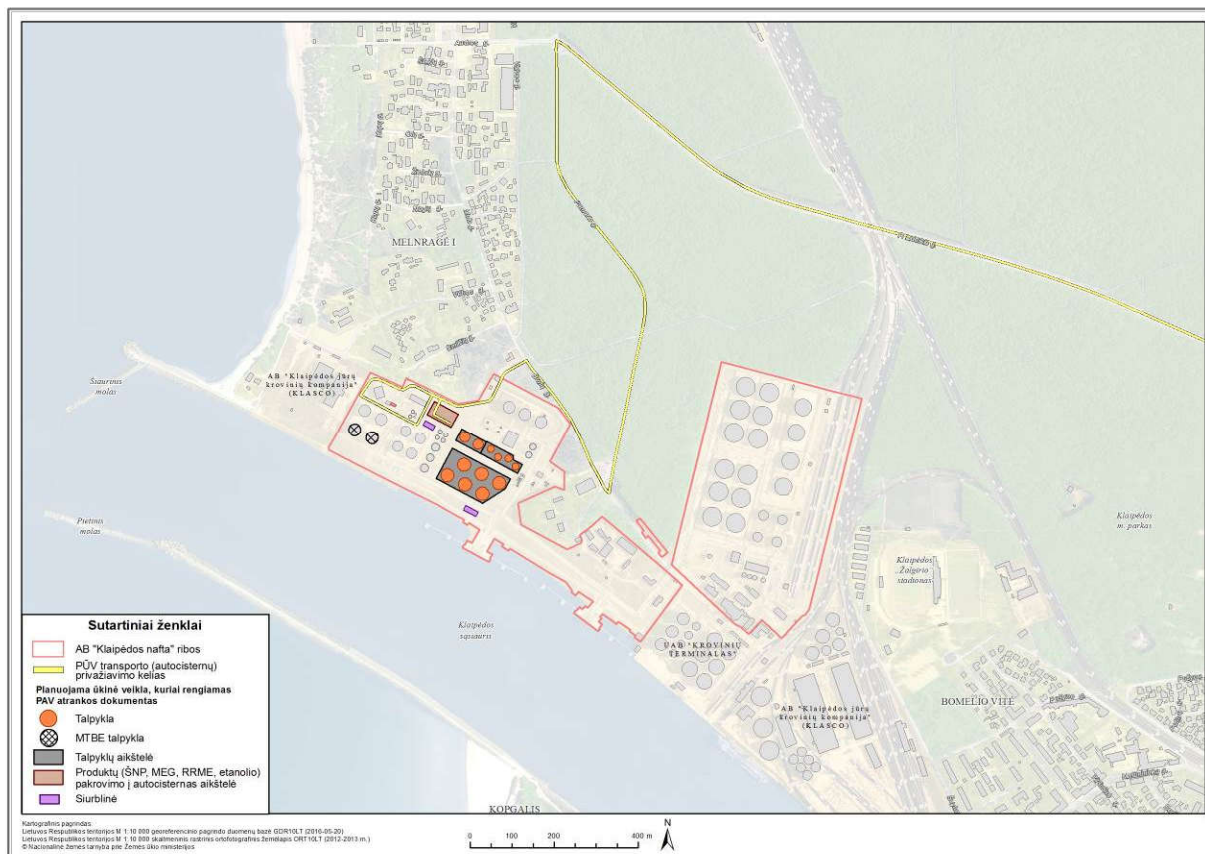 MELNRAGĖ I
AB "Klaipėdos jūrų
krovinių kompanija"
(KLASCO)
Šiaurinis
molas
Pietinis
molas
Klaipėdos
sąsiauris
Klaipėdos
m. parkas
Klaipėdos
Žalgirio
stadionas
UAB "KROVINIŲ
TERMINALAS"
AB "Klaipėdos jūrų
krovinių kompanija"
(KLASCO)
BOMELIO VITĖ
KOPGALIS
Sutartiniai ženklai
AB "Klaipėdos nafta" ribos
PŪV transporto (autocisternų)
privažiavimo kelias
Planuojama ūkinė veikla, kuriai rengiamas
PAV atrankos dokumentas
Talpykla
MTBE talpykla
Talpyklų aikštelė
Produktų (ŠNP, MEG, RRME, etanolio)
pakrovimo į autocisternas aikštelė
Siurblinė
Kartografinis pagrindas:
Lietuvos Respublikos teritorijos M 1:10 000 georeferencinio pagrindo duomenų bazė GDR10LT (2016-05-20)
Lietuvos Respublikos teritorijos M 1:10 000 skaitmeninis rastrinis ortofotografinis žemėlapis ORT10LT (2012-2013 m.)
© Nacionalinė žemės tarnyba prie Žemės ūkio ministerijos
0 100 200 400 m
N